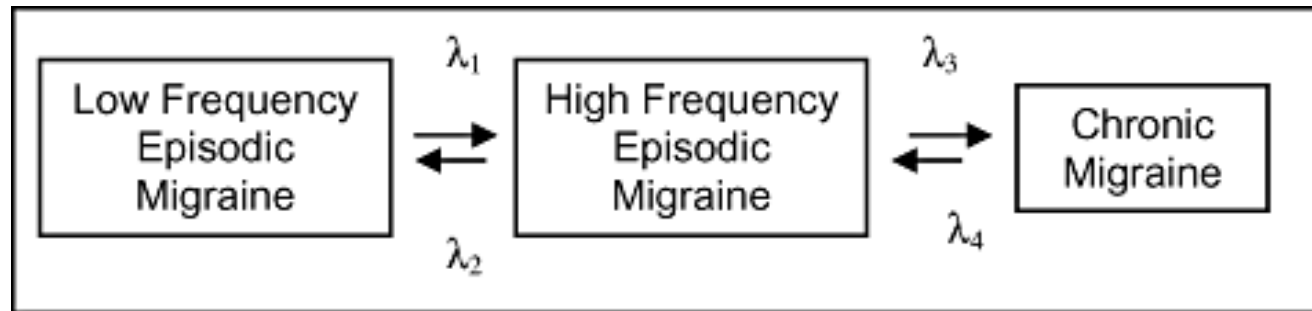 λ1
λ3
Low Frequency
Episodic
Migraine
High Frequency
Episodic
Migraine
Chronic
Migraine
λ2
λ4